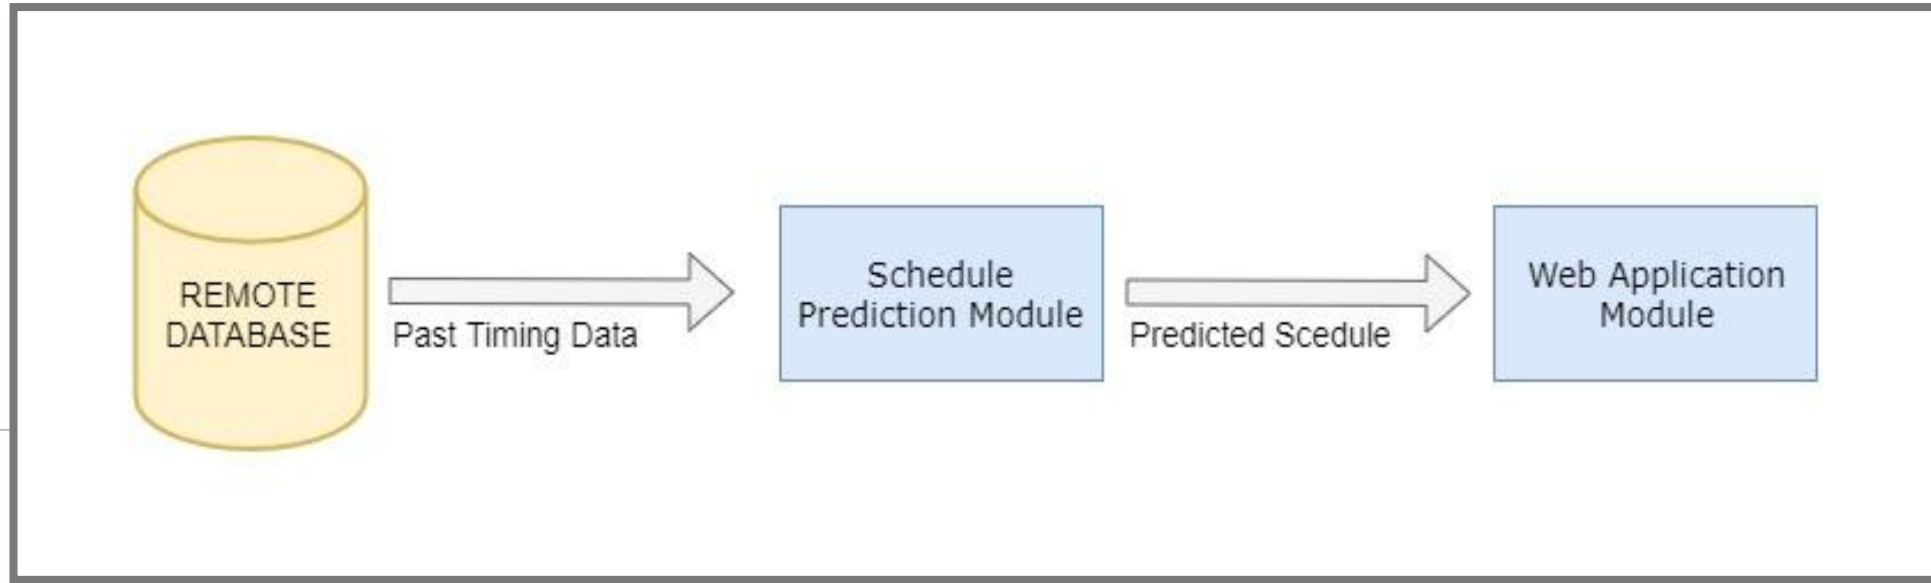 REMOTE
DATABASE
Past Timing Data
Schedule
Prediction Module
Predicted Scedule
Web Application
Module